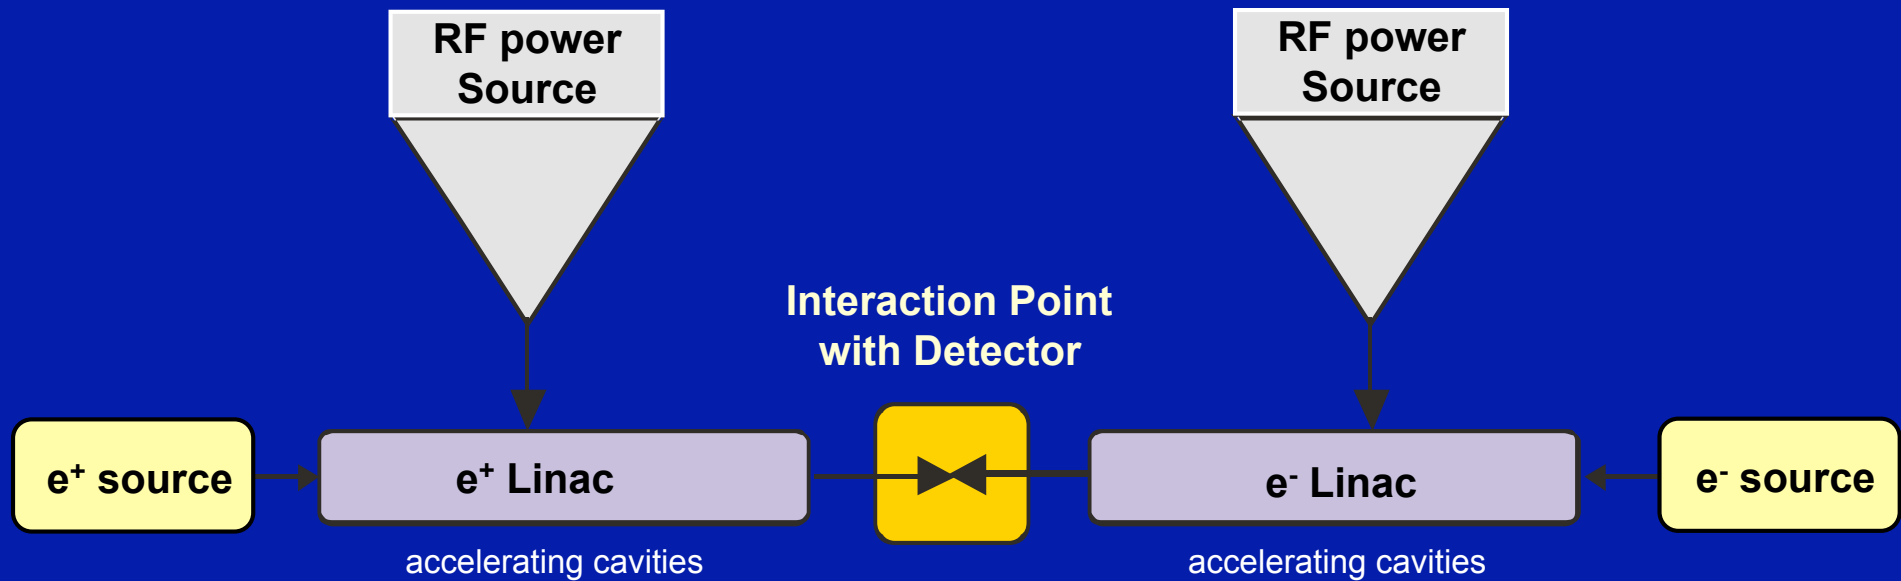 RF power
Source
RF power
Source
Interaction Point
with Detector
e⁺ source
e⁺ Linac
e⁻ Linac
e⁻ source
accelerating cavities
accelerating cavities